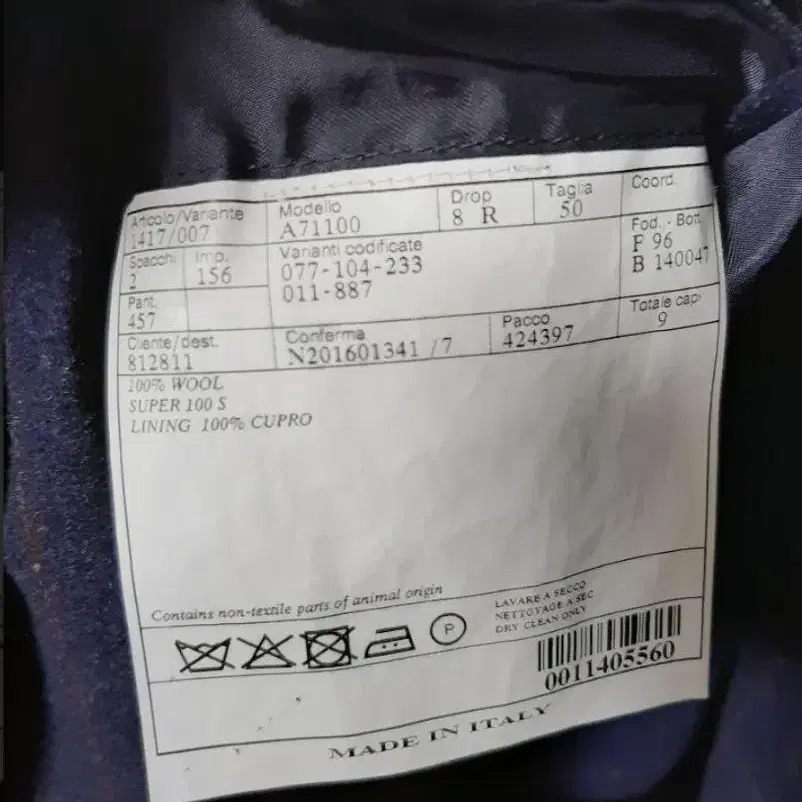 Articolo/Variante Modello Drop Taglia Coord.
1417/007 A71100 8 R 50
Spacchi Imp. Varianti codificate Fod. - Bott.
2 156 077-104-233 F 96
011-887 B 140047
Pant.
457
Cliente/dest. Conferma Pacco Totale capi
812811 N201601341 /7 424397 9
100% WOOL
SUPER 100 S
LINING 100% CUPRO
Contains non-textile parts of animal origin
P
LAVARE A SECCO
NETTOYAGE A SEC
DRY CLEAN ONLY
0011405560
MADE IN ITALY